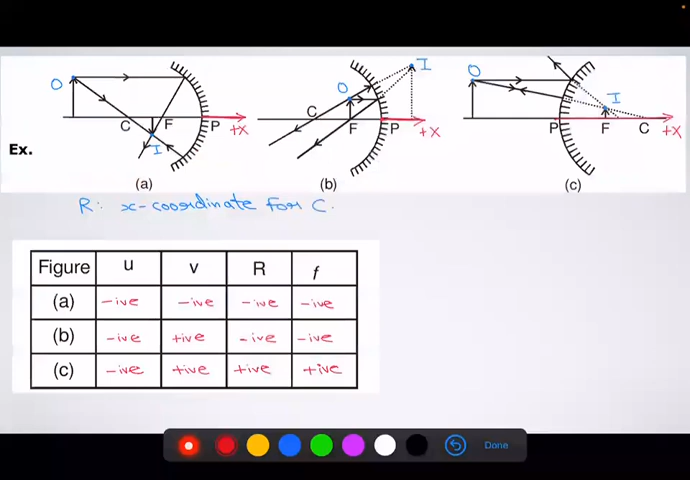 O C F P +X I
O C F P +X I
O P F C +X I
Ex.
(a) (b) (c)
R: x-coordinate for C.
Figure u v R f
(a) -ive -ive -ive -ive
(b) -ive +ive -ive -ive
(c) -ive +ive +ive +ive
Done